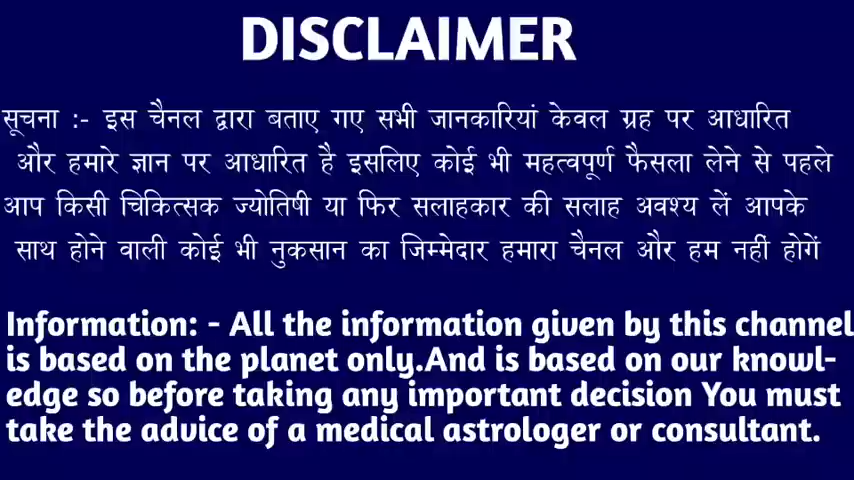 DISCLAIMER
सूचना :- इस चैनल द्वारा बताए गए सभी जानकारियां केवल ग्रह पर आधारित
और हमारे ज्ञान पर आधारित है इसलिए कोई भी महत्वपूर्ण फैसला लेने से पहले
आप किसी चिकित्सक ज्योतिषी या फिर सलाहकार की सलाह अवश्य लें आपके
साथ होने वाली कोई भी नुकसान का जिम्मेदार हमारा चैनल और हम नहीं होगें
Information: - All the information given by this channel
is based on the planet only.And is based on our knowl-
edge so before taking any important decision You must
take the advice of a medical astrologer or consultant.